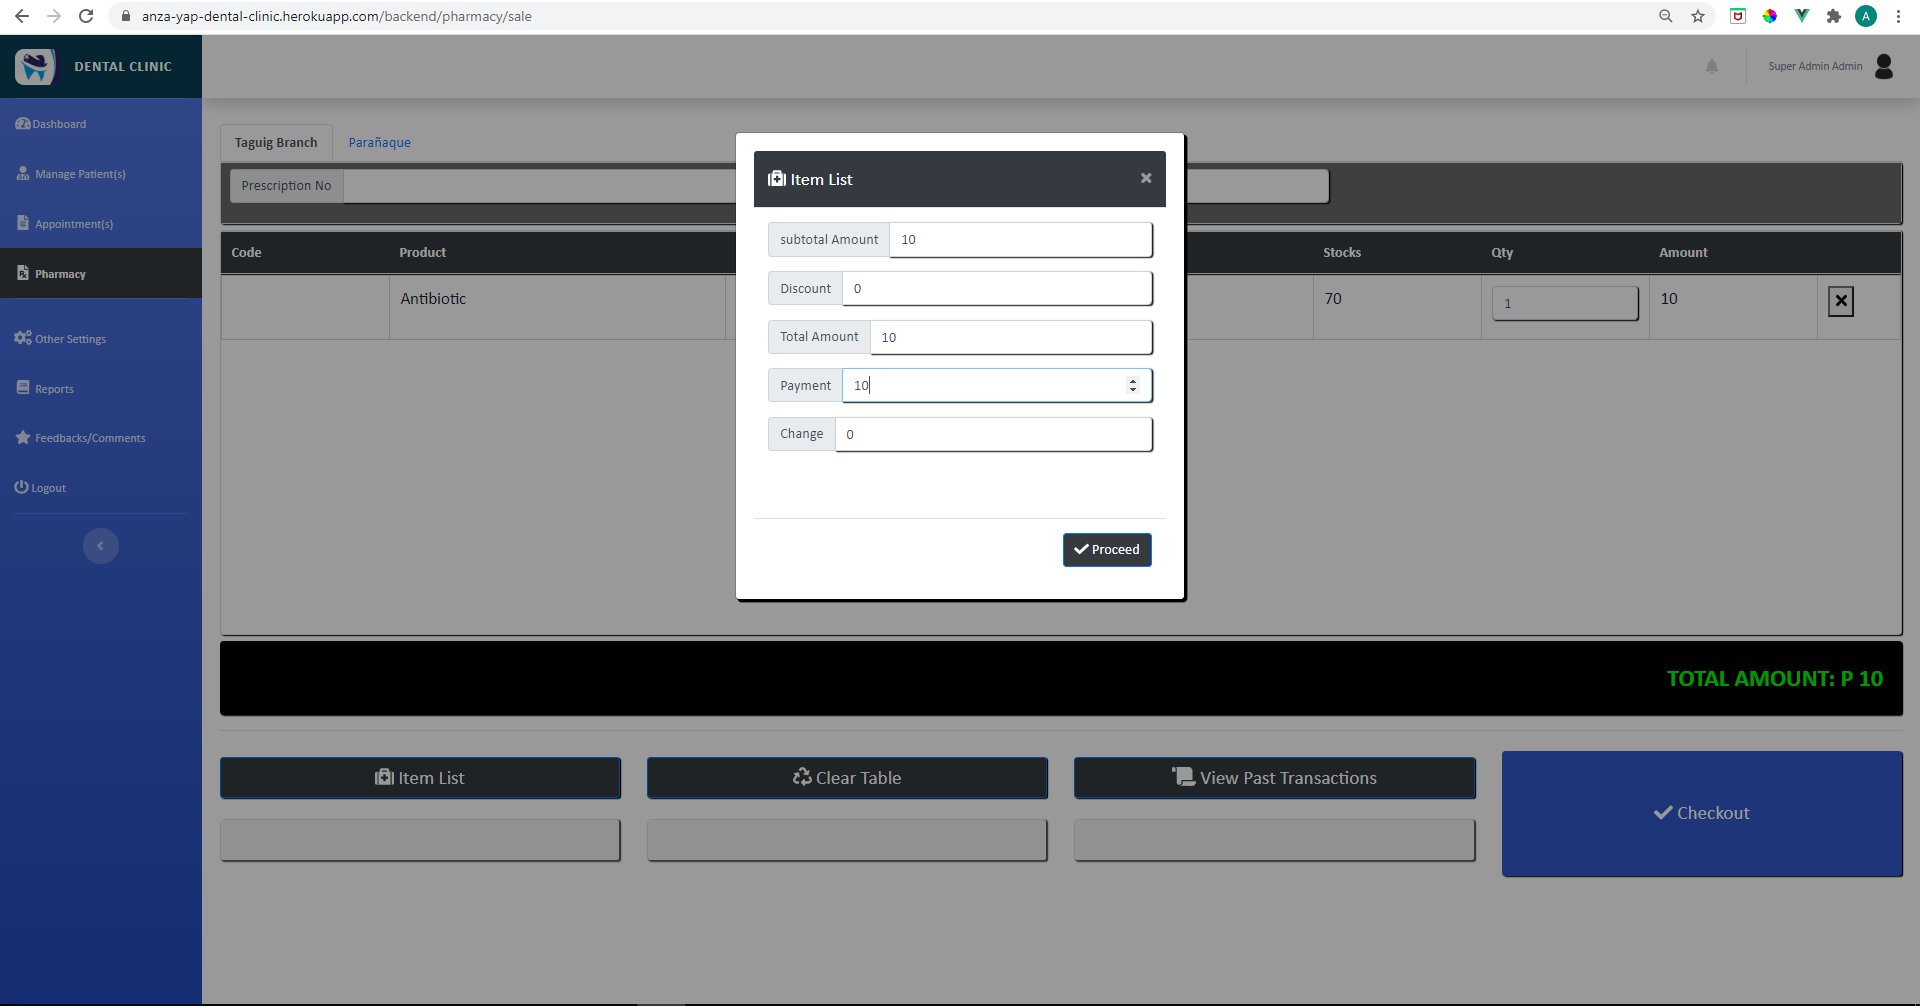 anza-yap-dental-clinic.herokuapp.com/backend/pharmacy/sale
A
DENTAL CLINIC
Super Admin Admin
Dashboard
Manage Patient(s)
Appointment(s)
Pharmacy
Other Settings
Reports
Feedbacks/Comments
Logout
Taguig Branch
Parañaque
Prescription No
Code
Product
Stocks
Qty
Amount
Antibiotic
70
1
10
Item List
×
subtotal Amount
10
Discount
0
Total Amount
10
Payment
10
Change
0
Proceed
TOTAL AMOUNT: P 10
Item List
Clear Table
View Past Transactions
Checkout